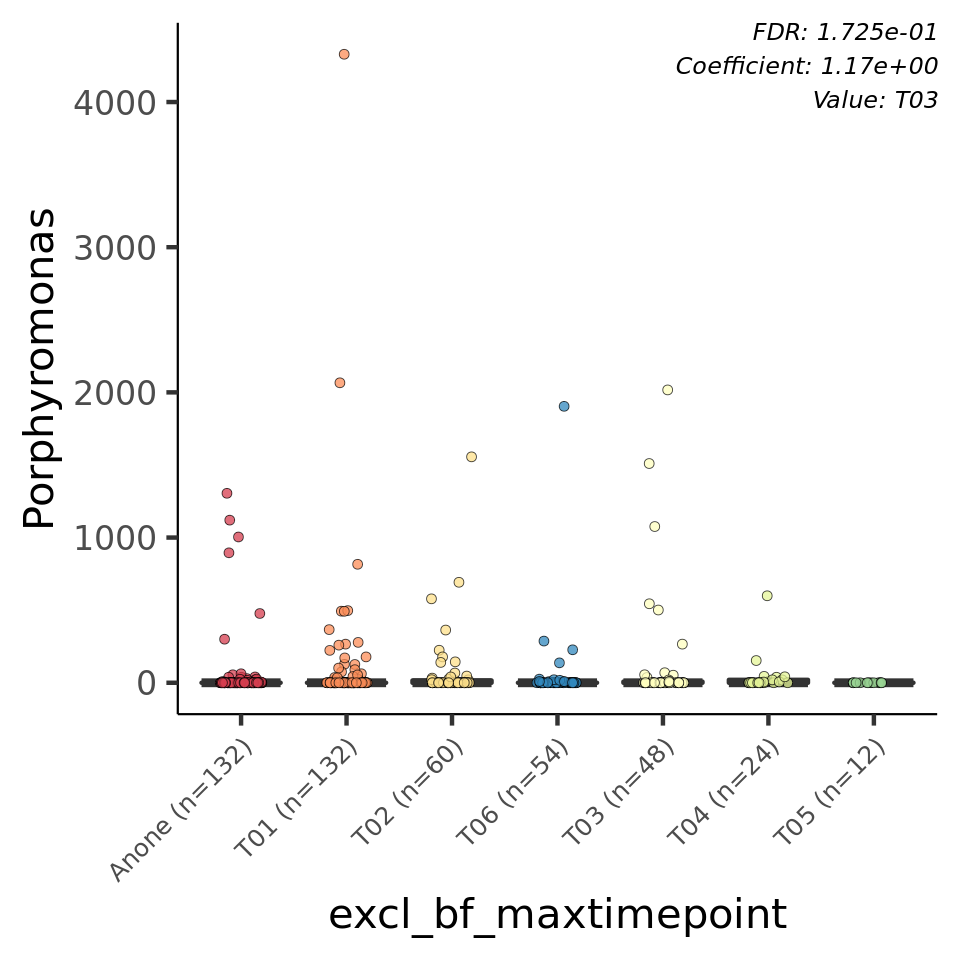 FDR: 1.725e-01
Coefficient: 1.17e+00
Value: T03
Porphyromonas
4000
3000
2000
1000
0
Anone (n=132)
T01 (n=132)
T02 (n=60)
T06 (n=54)
T03 (n=48)
T04 (n=24)
T05 (n=12)
excl_bf_maxtimepoint